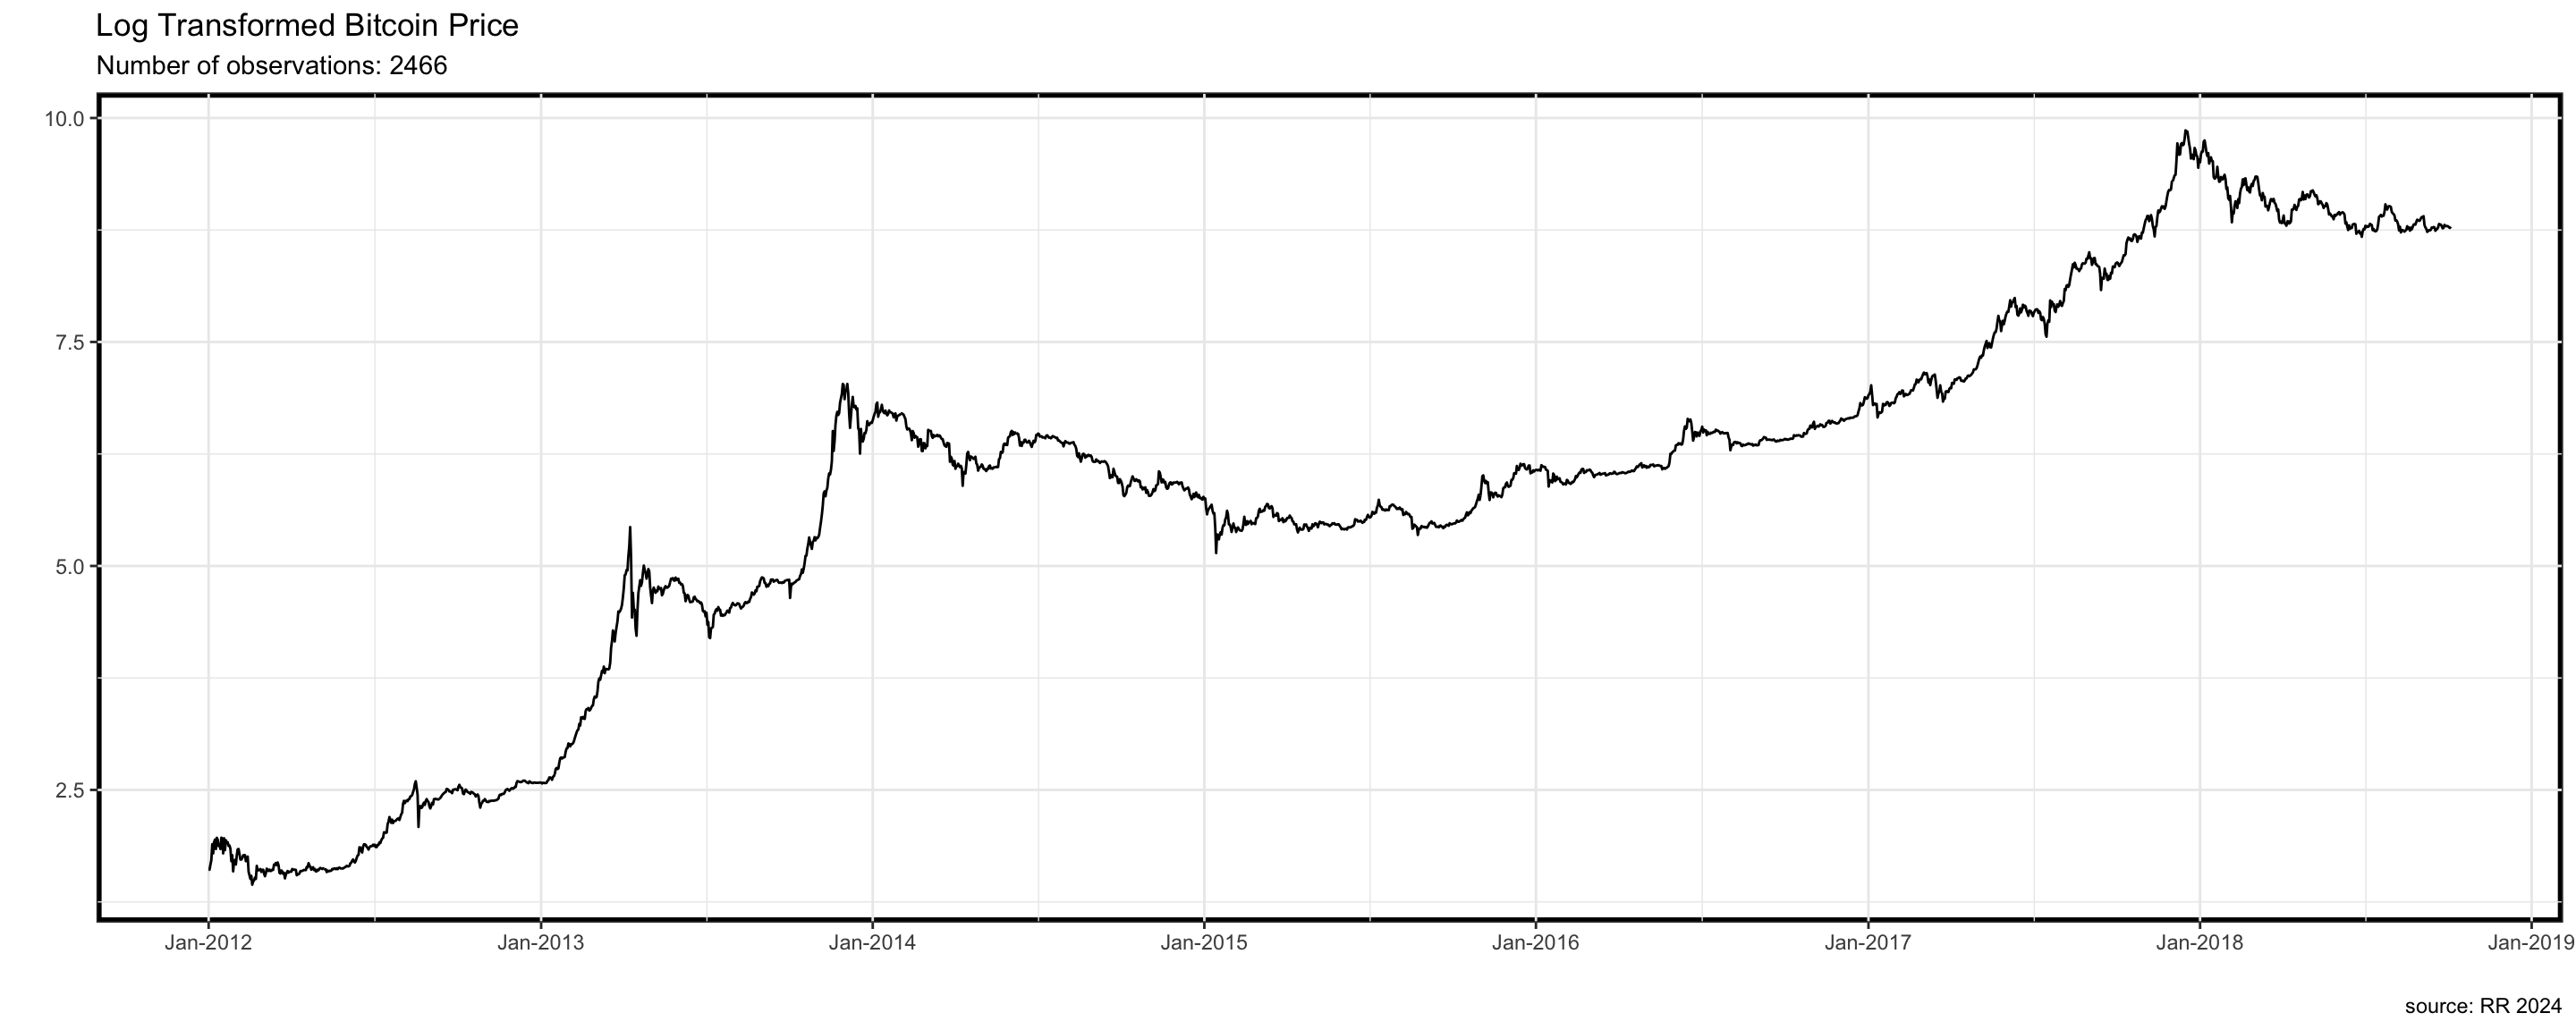 Log Transformed Bitcoin Price
Number of observations: 2466
10.0
7.5
5.0
2.5
Jan-2012 Jan-2013 Jan-2014 Jan-2015 Jan-2016 Jan-2017 Jan-2018 Jan-2019
source: RR 2024